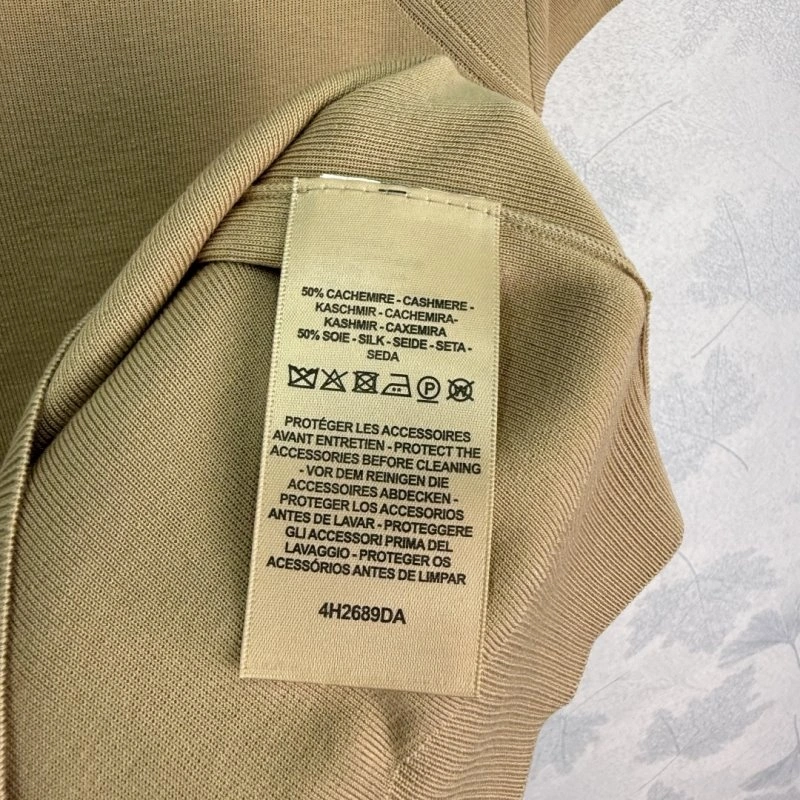 50% CACHEMIRE - CASHMERE -
KASCHMIR - CACHEMIRA-
KASHMIR - CAXEMIRA
50% SOIE - SILK - SEIDE - SETA -
SEDA
P W
PROTÉGER LES ACCESSOIRES
AVANT ENTRETIEN - PROTECT THE
ACCESSORIES BEFORE CLEANING
- VOR DEM REINIGEN DIE
ACCESSOIRES ABDECKEN -
PROTEGER LOS ACCESORIOS
ANTES DE LAVAR - PROTEGGERE
GLI ACCESSORI PRIMA DEL
LAVAGGIO - PROTEGER OS
ACESSÓRIOS ANTES DE LIMPAR
4H2689DA